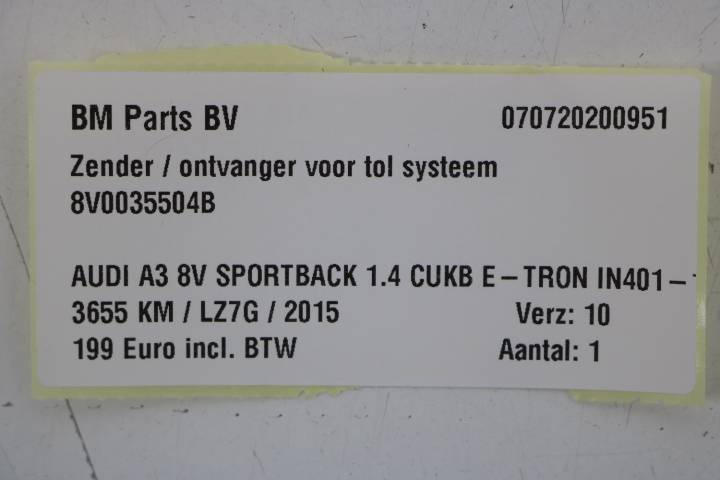 BM Parts BV 070720200951
Zender / ontvanger voor tol systeem
8V0035504B
AUDI A3 8V SPORTBACK 1.4 CUKB E-TRON IN401-
3655 KM / LZ7G / 2015 Verz: 10
199 Euro incl. BTW Aantal: 1